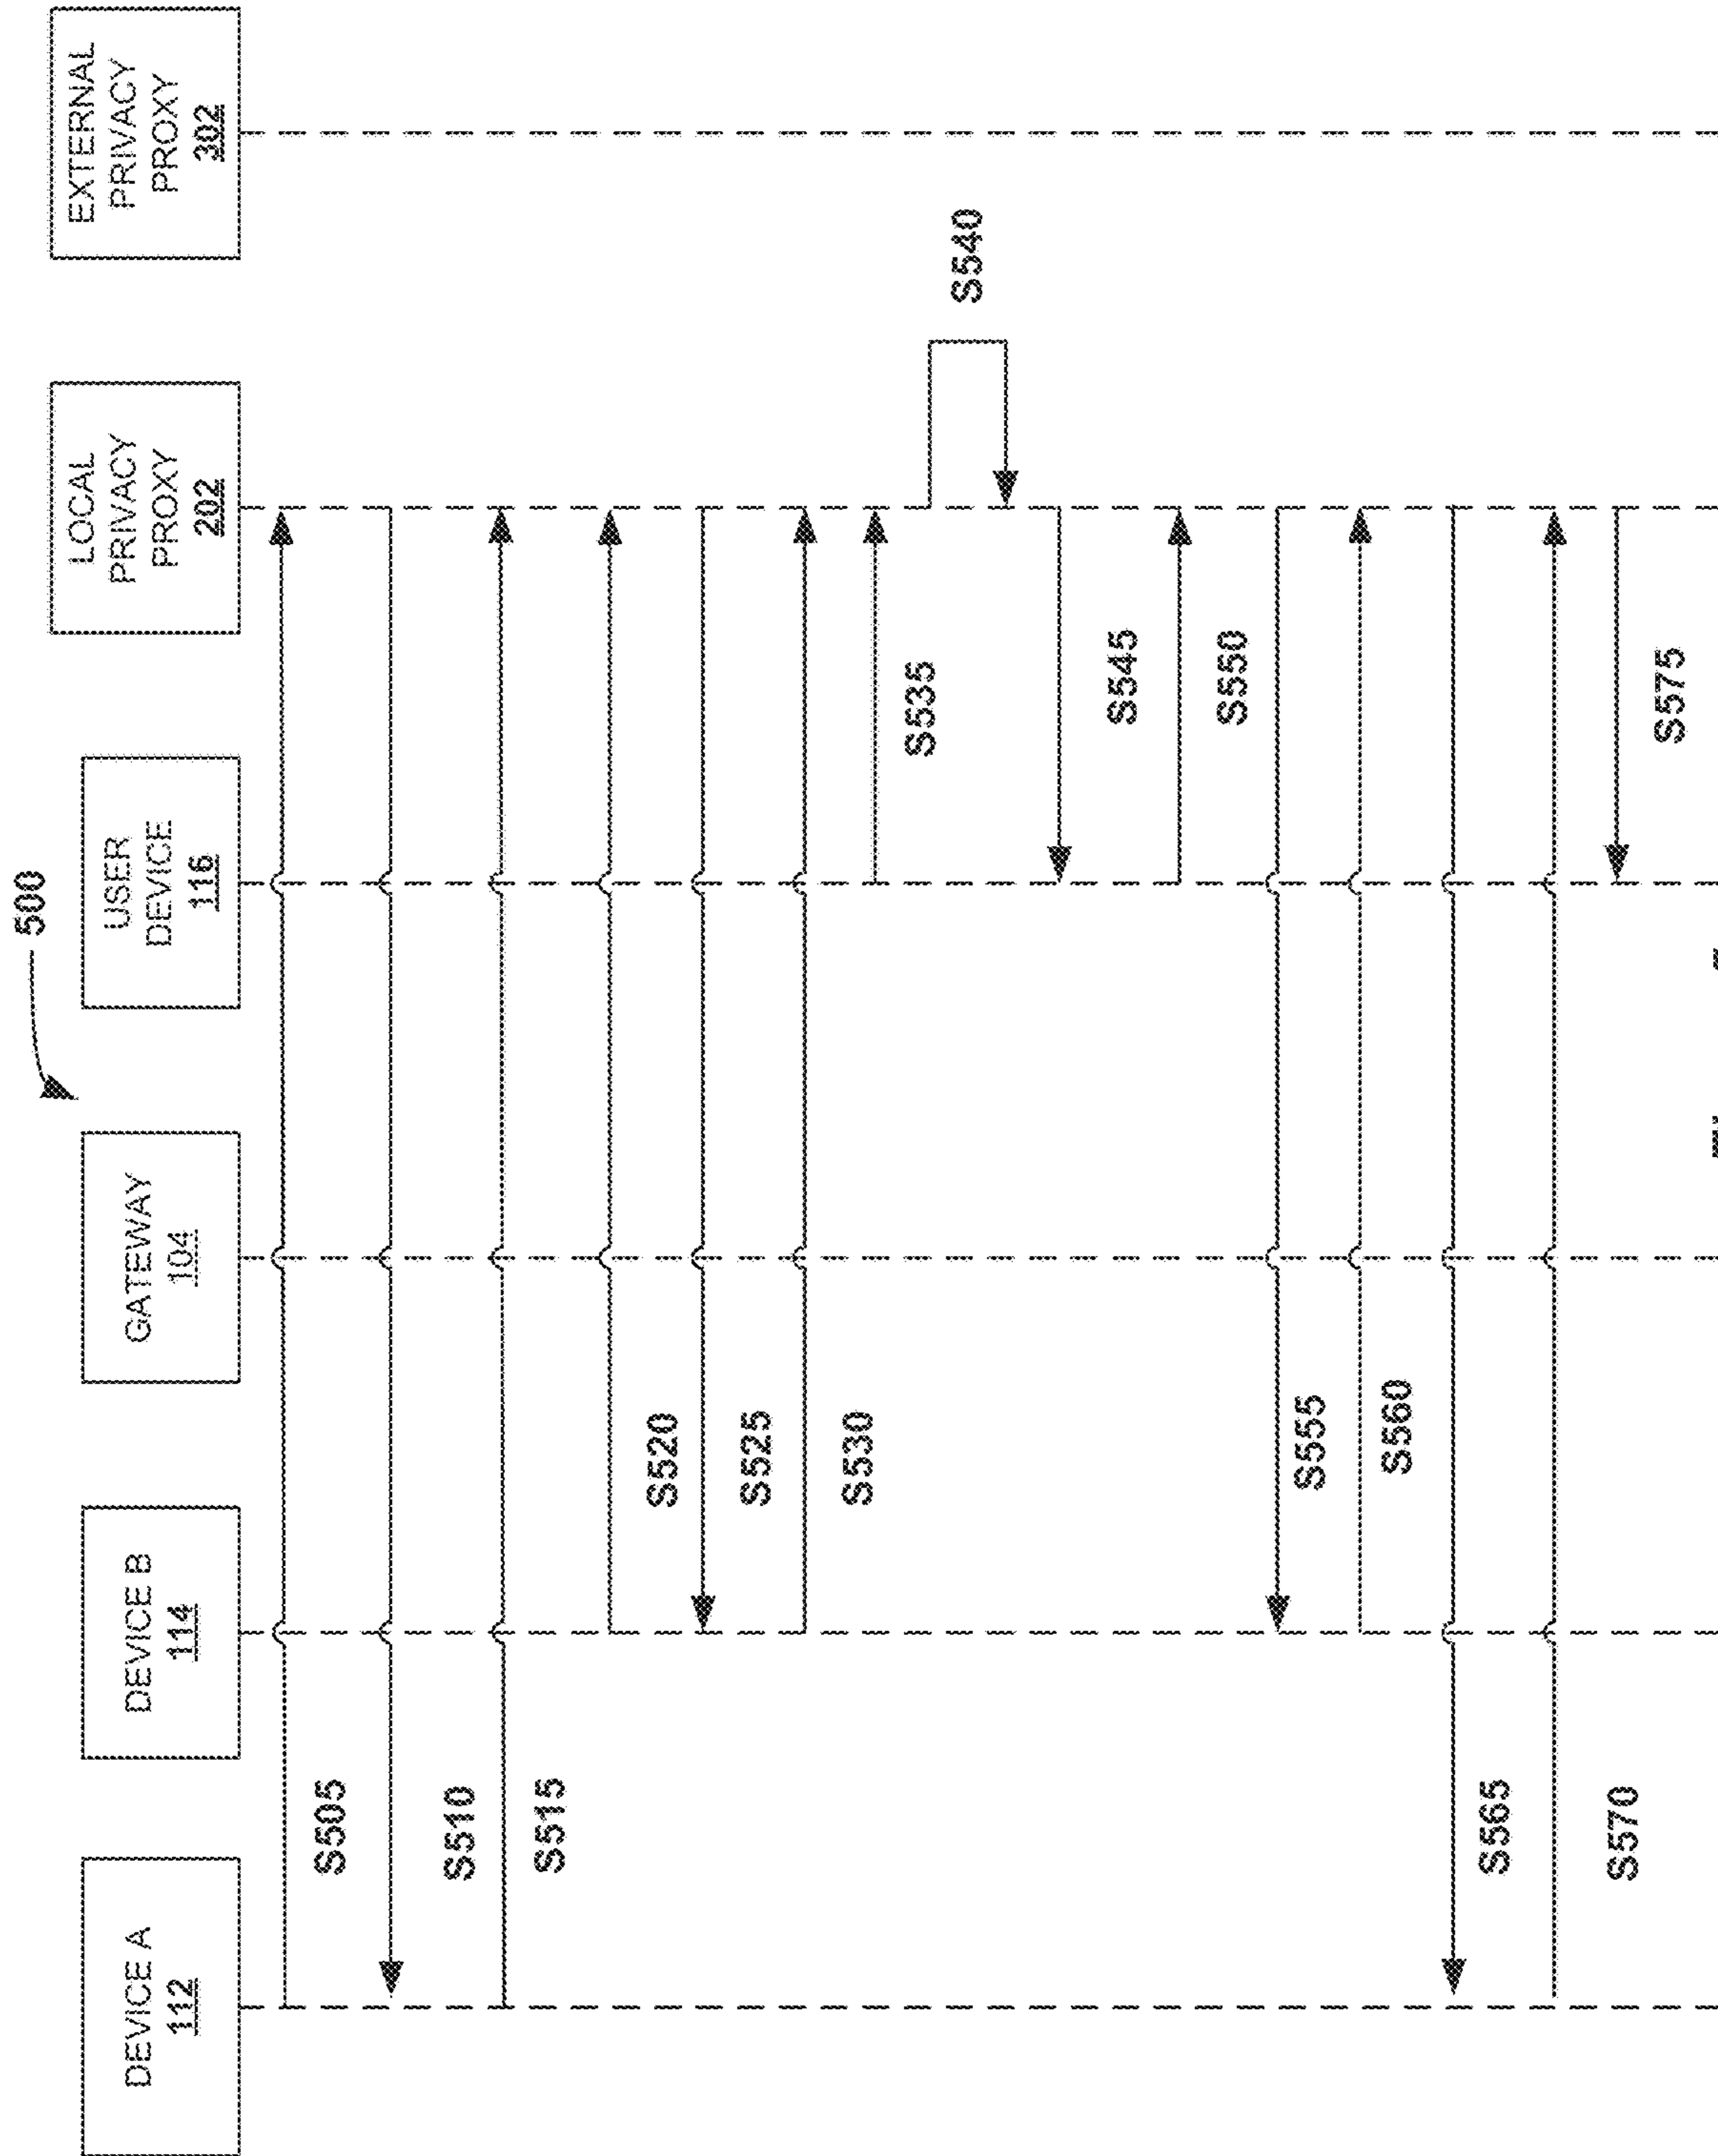 500
DEVICE A
112
DEVICE B
114
GATEWAY
104
USER
DEVICE
116
LOCAL
PRIVACY
PROXY
202
EXTERNAL
PRIVACY
PROXY
302
S505
S510
S515
S520
S525
S530
S535
S540
S545
S550
S555
S560
S565
S570
S575